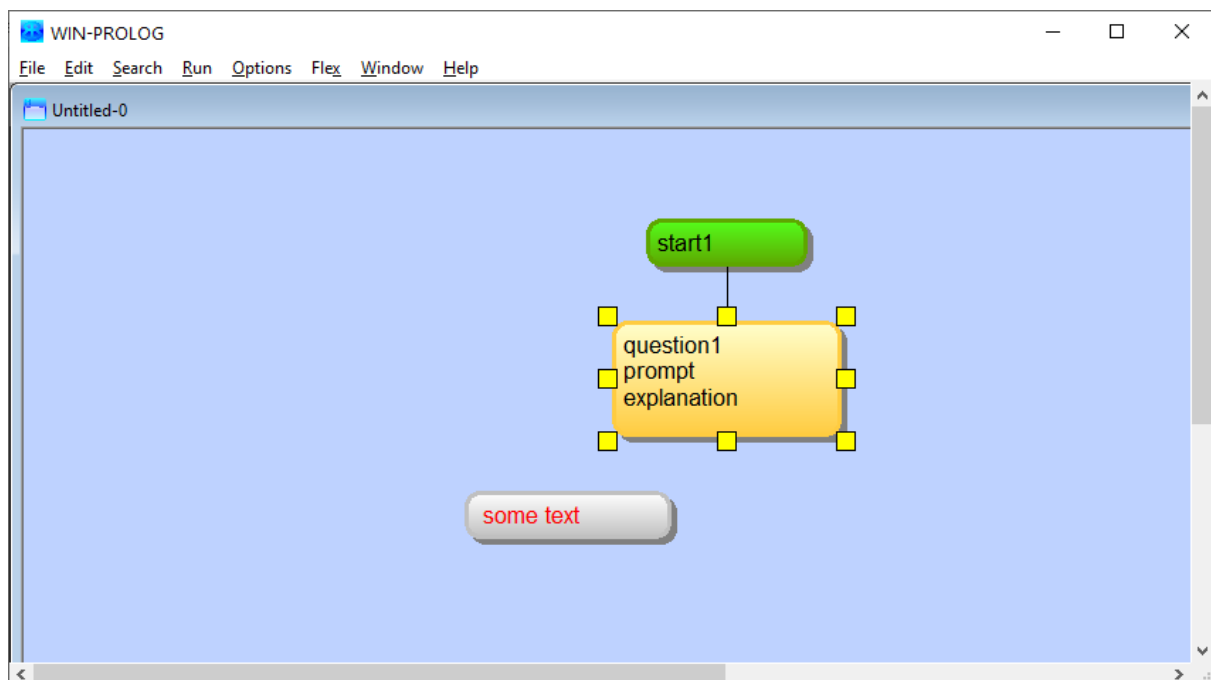 WIN-PROLOG
File Edit Search Run Options Flex Window Help
Untitled-0
start1
question1
prompt
explanation
some text